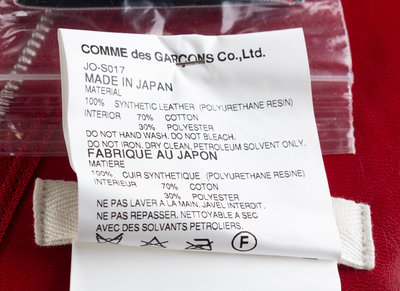 COMME des GARÇONS Co.,Ltd.
JO-S017
MADE IN JAPAN
MATERIAL
100% SYNTHETIC LEATHER (POLYURETHANE RESIN)
INTERIOR 70% COTTON
30% POLYESTER
DO NOT HAND WASH. DO NOT BLEACH.
DO NOT IRON. DRY CLEAN, PETROLEUM SOLVENT ONLY.
FABRIQUE AU JAPON
MATIERE
100% CUIR SYNTHETIQUE (POLYURETHANE RESINE)
INTERIEUR 70% COTON
30% POLYESTER
NE PAS LAVER A LA MAIN. JAVEL INTERDIT.
NE PAS REPASSER. NETTOYABLE A SEC
AVEC DES SOLVANTS PETROLIERS.
F